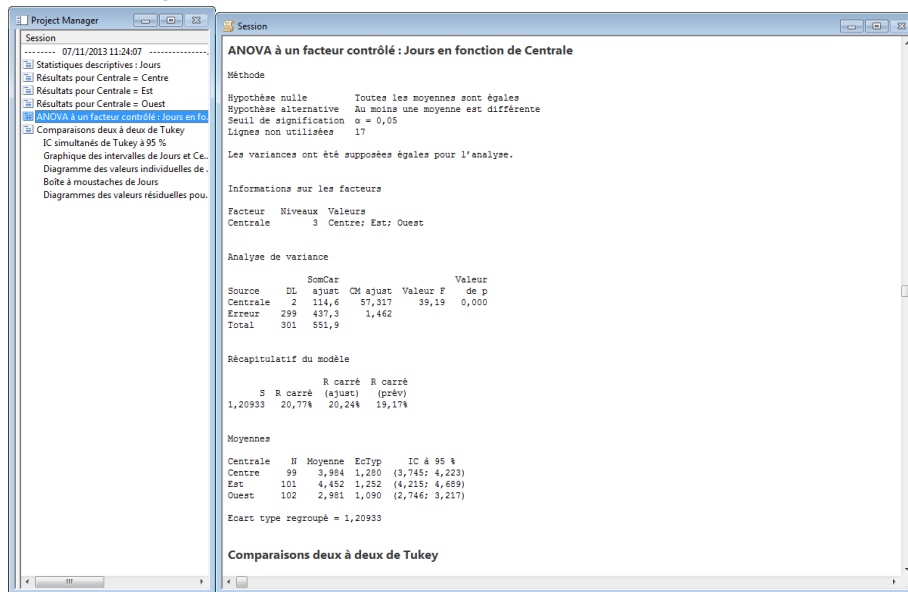 Project Manager
Session
-------- 07/11/2013 11:24:07 ----------------
Statistiques descriptives : Jours
Résultats pour Centrale = Centre
Résultats pour Centrale = Est
Résultats pour Centrale = Ouest
ANOVA à un facteur contrôlé : Jours en fo...
Comparaisons deux à deux de Tukey
IC simultanés de Tukey à 95 %
Graphique des intervalles de Jours et Ce...
Diagramme des valeurs individuelles de ...
Boîte à moustaches de Jours
Diagrammes des valeurs résiduelles pou...
Session
ANOVA à un facteur contrôlé : Jours en fonction de Centrale
Méthode
Hypothèse nulle Toutes les moyennes sont égales
Hypothèse alternative Au moins une moyenne est différente
Seuil de signification α = 0,05
Lignes non utilisées 17
Les variances ont été supposées égales pour l'analyse.
Informations sur les facteurs
Facteur Niveaux Valeurs
Centrale 3 Centre; Est; Ouest
Analyse de variance
SomCar Valeur
Source DL ajust CM ajust Valeur F de p
Centrale 2 114,6 57,317 39,19 0,000
Erreur 299 437,3 1,462
Total 301 551,9
Récapitulatif du modèle
R carré R carré
S R carré (ajust) (prév)
1,20933 20,77% 20,24% 19,17%
Moyennes
Centrale N Moyenne EcTyp IC à 95 %
Centre 99 3,984 1,280 (3,745; 4,223)
Est 101 4,452 1,252 (4,215; 4,689)
Ouest 102 2,981 1,090 (2,746; 3,217)
Ecart type regroupé = 1,20933
Comparaisons deux à deux de Tukey